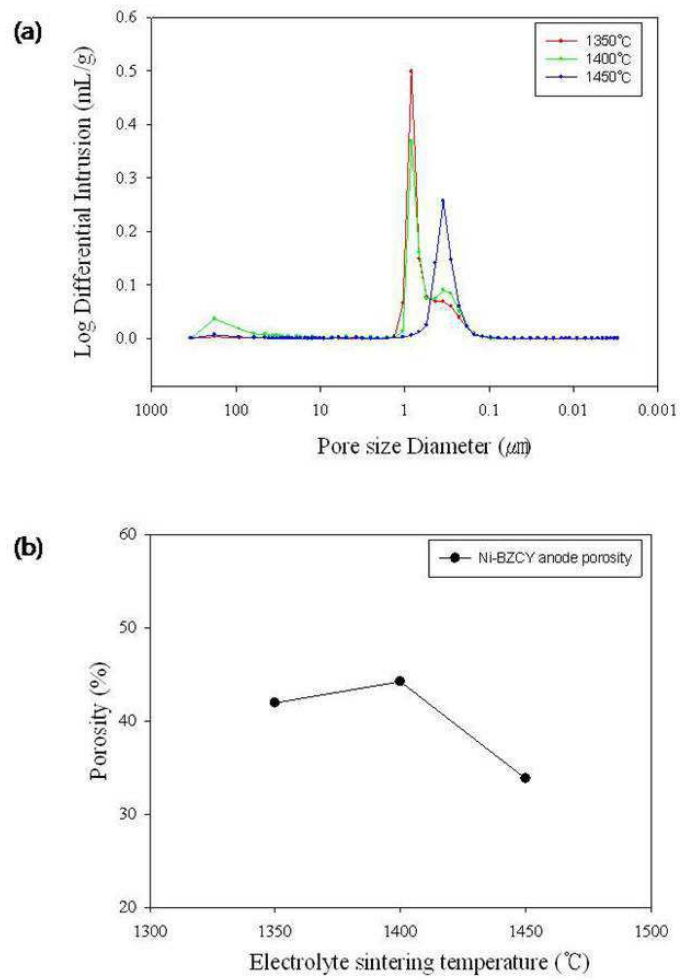 (a)
1350℃
1400℃
1450℃
Log Differential Intrusion (mL/g)
0.5
0.4
0.3
0.2
0.1
0.0
1000 100 10 1 0.1 0.01 0.001
Pore size Diameter (㎛)
(b)
Ni-BZCY anode porosity
Porosity (%)
60
50
40
30
20
1300 1350 1400 1450 1500
Electrolyte sintering temperature (℃)